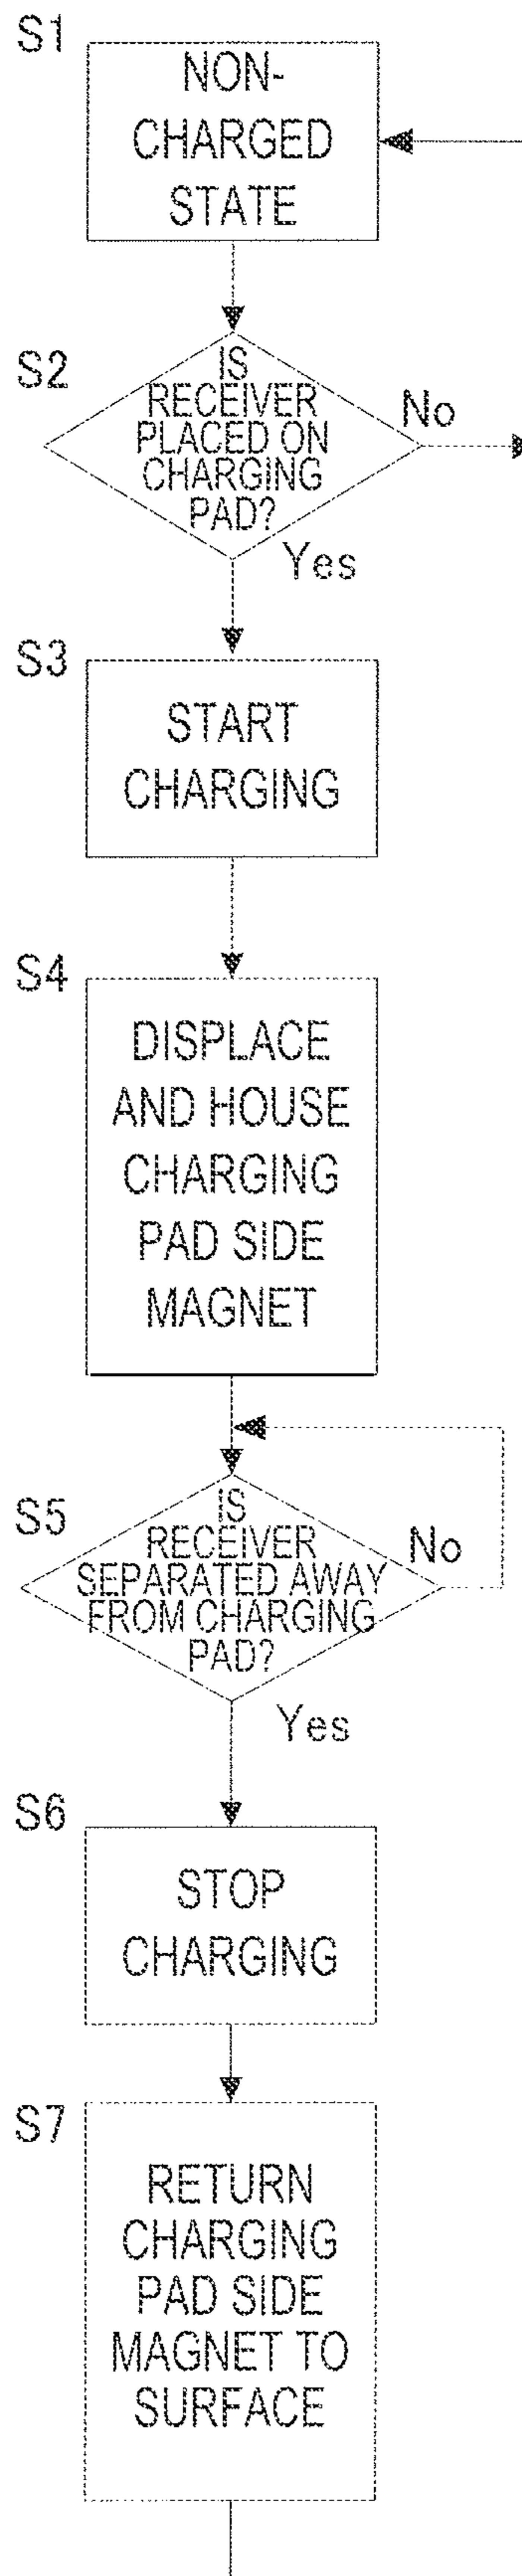 S1
NON-
CHARGED
STATE
S2
IS
RECEIVER
PLACED ON
CHARGING
PAD?
No
Yes
S3
START
CHARGING
S4
DISPLACE
AND HOUSE
CHARGING
PAD SIDE
MAGNET
S5
IS
RECEIVER
SEPARATED AWAY
FROM CHARGING
PAD?
No
Yes
S6
STOP
CHARGING
S7
RETURN
CHARGING
PAD SIDE
MAGNET TO
SURFACE